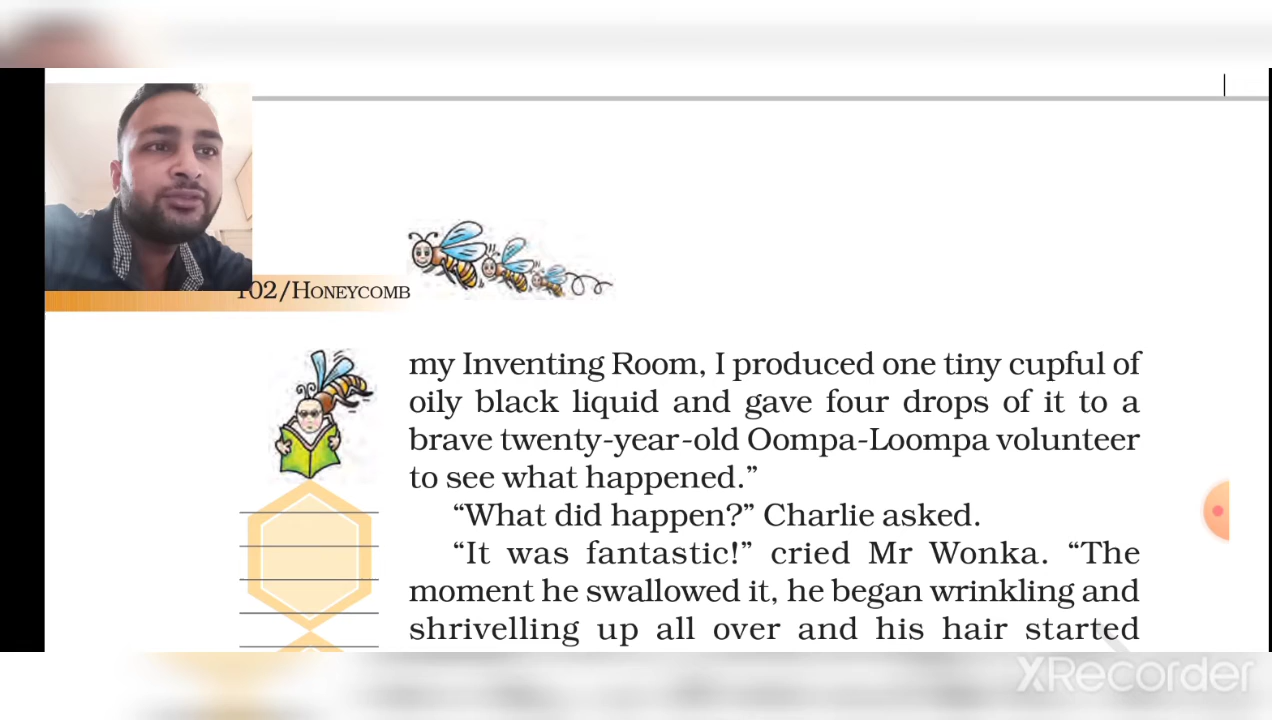 102/HONEYCOMB
my Inventing Room, I produced one tiny cupful of
oily black liquid and gave four drops of it to a
brave twenty-year-old Oompa-Loompa volunteer
to see what happened.”
“What did happen?” Charlie asked.
“It was fantastic!” cried Mr Wonka. “The
moment he swallowed it, he began wrinkling and
shrivelling up all over and his hair started
XRecorder